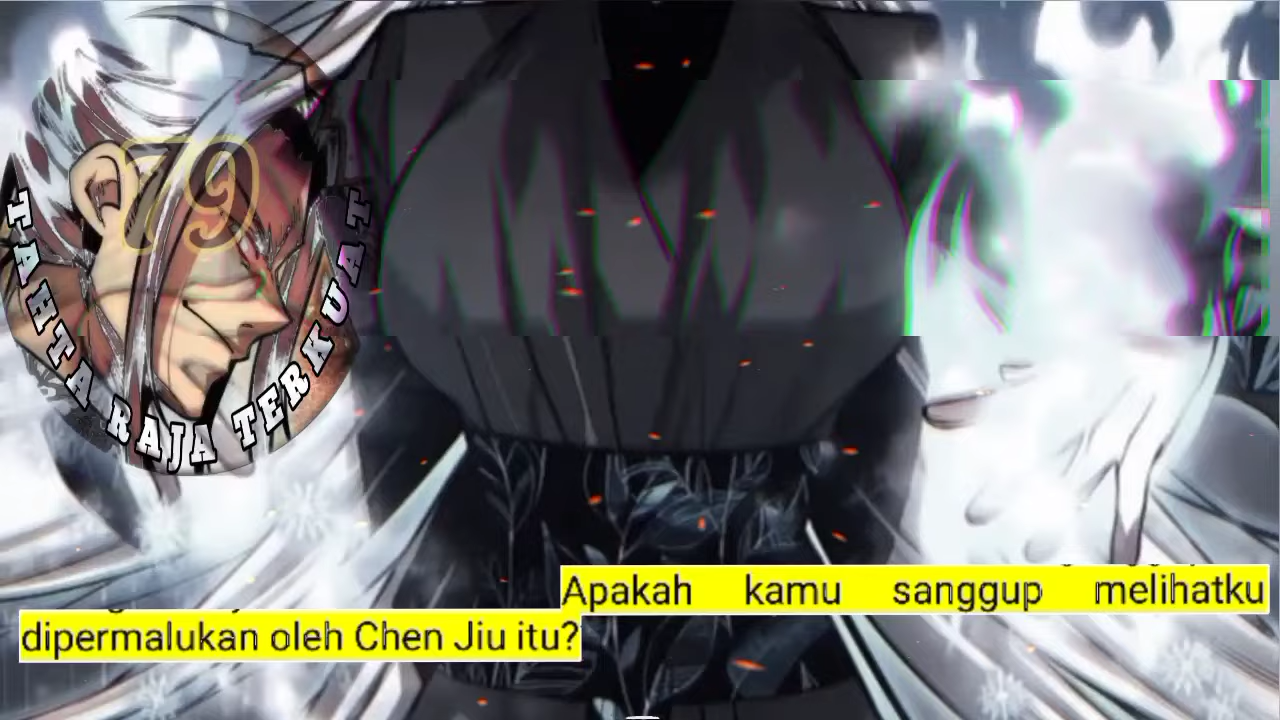 79
TAHTA RAJA TERKUAT
Apakah kamu sanggup melihatku
dipermalukan oleh Chen Jiu itu?